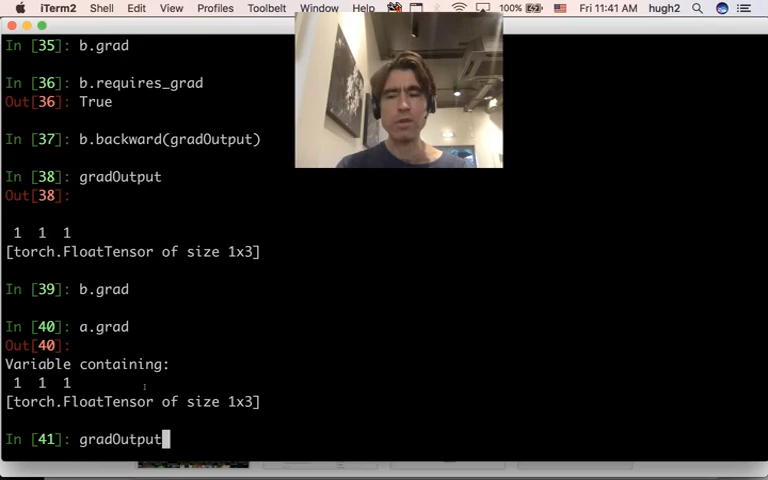 iTerm2 Shell Edit View Profiles Toolbelt Window Help 100% Fri 11:41 AM hugh2
In [35]: b.grad
In [36]: b.requires_grad
Out[36]: True
In [37]: b.backward(gradOutput)
In [38]: gradOutput
Out[38]:
1 1 1
[torch.FloatTensor of size 1x3]
In [39]: b.grad
In [40]: a.grad
Out[40]:
Variable containing:
1 1 1
[torch.FloatTensor of size 1x3]
In [41]: gradOutput